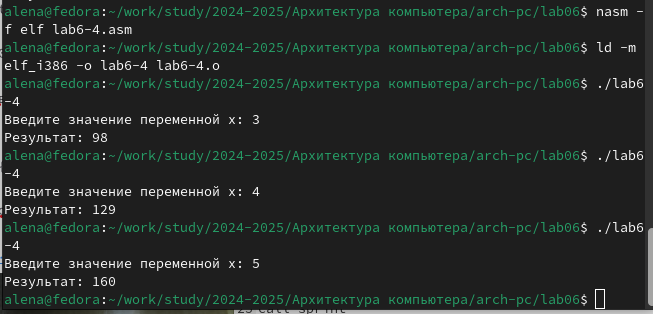 alena@fedora:~/work/study/2024-2025/Архитектура компьютера/arch-pc/lab06$ nasm -
f elf lab6-4.asm
alena@fedora:~/work/study/2024-2025/Архитектура компьютера/arch-pc/lab06$ ld -m
elf_i386 -o lab6-4 lab6-4.o
alena@fedora:~/work/study/2024-2025/Архитектура компьютера/arch-pc/lab06$ ./lab6
-4
Введите значение переменной x: 3
Результат: 98
alena@fedora:~/work/study/2024-2025/Архитектура компьютера/arch-pc/lab06$ ./lab6
-4
Введите значение переменной x: 4
Результат: 129
alena@fedora:~/work/study/2024-2025/Архитектура компьютера/arch-pc/lab06$ ./lab6
-4
Введите значение переменной x: 5
Результат: 160
alena@fedora:~/work/study/2024-2025/Архитектура компьютера/arch-pc/lab06$